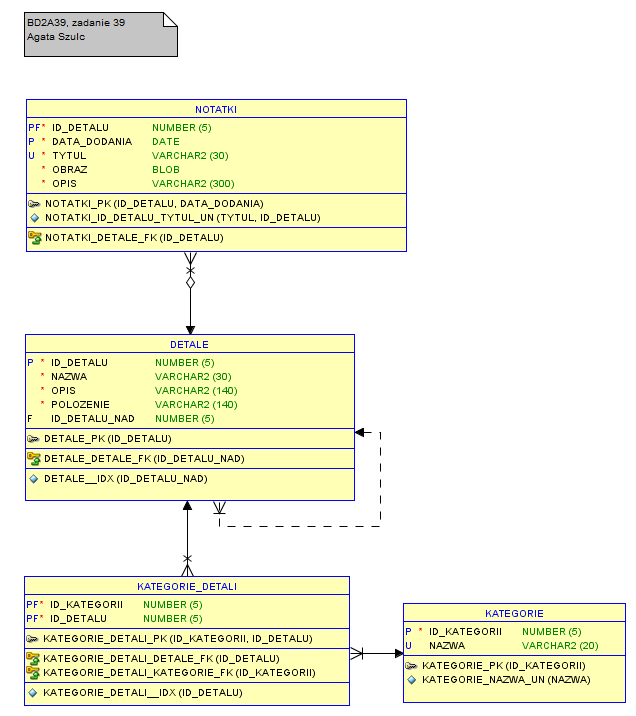 BD2A39, zadanie 39
Agata Szulc
NOTATKI
PF* ID_DETALU NUMBER (5)
P * DATA_DODANIA DATE
U * TYTUL VARCHAR2 (30)
* OBRAZ BLOB
* OPIS VARCHAR2 (300)
NOTATKI_PK (ID_DETALU, DATA_DODANIA)
NOTATKI_ID_DETALU_TYTUL_UN (TYTUL, ID_DETALU)
NOTATKI_DETALE_FK (ID_DETALU)
DETALE
P * ID_DETALU NUMBER (5)
* NAZWA VARCHAR2 (30)
* OPIS VARCHAR2 (140)
* POLOZENIE VARCHAR2 (140)
F ID_DETALU_NAD NUMBER (5)
DETALE_PK (ID_DETALU)
DETALE_DETALE_FK (ID_DETALU_NAD)
DETALE__IDX (ID_DETALU_NAD)
KATEGORIE_DETALI
PF* ID_KATEGORII NUMBER (5)
PF* ID_DETALU NUMBER (5)
KATEGORIE_DETALI_PK (ID_KATEGORII, ID_DETALU)
KATEGORIE_DETALI_DETALE_FK (ID_DETALU)
KATEGORIE_DETALI_KATEGORIE_FK (ID_KATEGORII)
KATEGORIE_DETALI__IDX (ID_DETALU)
KATEGORIE
P * ID_KATEGORII NUMBER (5)
U NAZWA VARCHAR2 (20)
KATEGORIE_PK (ID_KATEGORII)
KATEGORIE_NAZWA_UN (NAZWA)